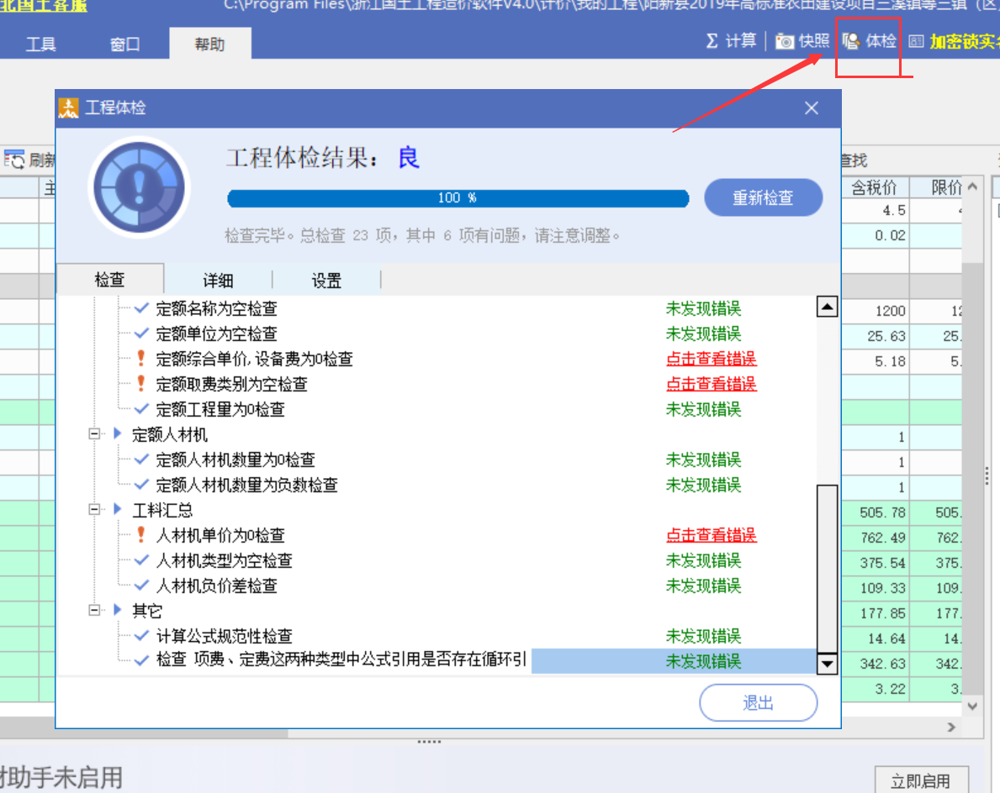 北国土客服
C:\Program Files\浙江国土工程造价软件V4.0\计价\我的工程\阳新县2019年高标准农田建设项目三溪镇等三镇（区
工具 窗口 帮助 Σ 计算 快照 体检 加密锁实名
工程体检
工程体检结果： 良
100 %
重新检查
检查完毕。总检查 23 项，其中 6 项有问题，请注意调整。
检查 详细 设置
定额名称为空检查 未发现错误
定额单位为空检查 未发现错误
定额综合单价,设备费为0检查 点击查看错误
定额取费类别为空检查 点击查看错误
定额工程量为0检查 未发现错误
定额人材机
定额人材机数量为0检查 未发现错误
定额人材机数量为负数检查 未发现错误
工料汇总
人材机单价为0检查 点击查看错误
人材机类型为空检查 未发现错误
人材机负价差检查 未发现错误
其它
计算公式规范性检查 未发现错误
检查 项费、定费这两种类型中公式引用是否存在循环引 未发现错误
退出
刷新
主
查找
含税价 限价
4.5
0.02
1200 12
25.63 25.
5.18 5.
1
1
1
505.78 505.
762.49 762.
375.54 375.
109.33 109.
177.85 177.
14.64 14.
342.63 342.
3.22 3.
材助手未启用
立即启用